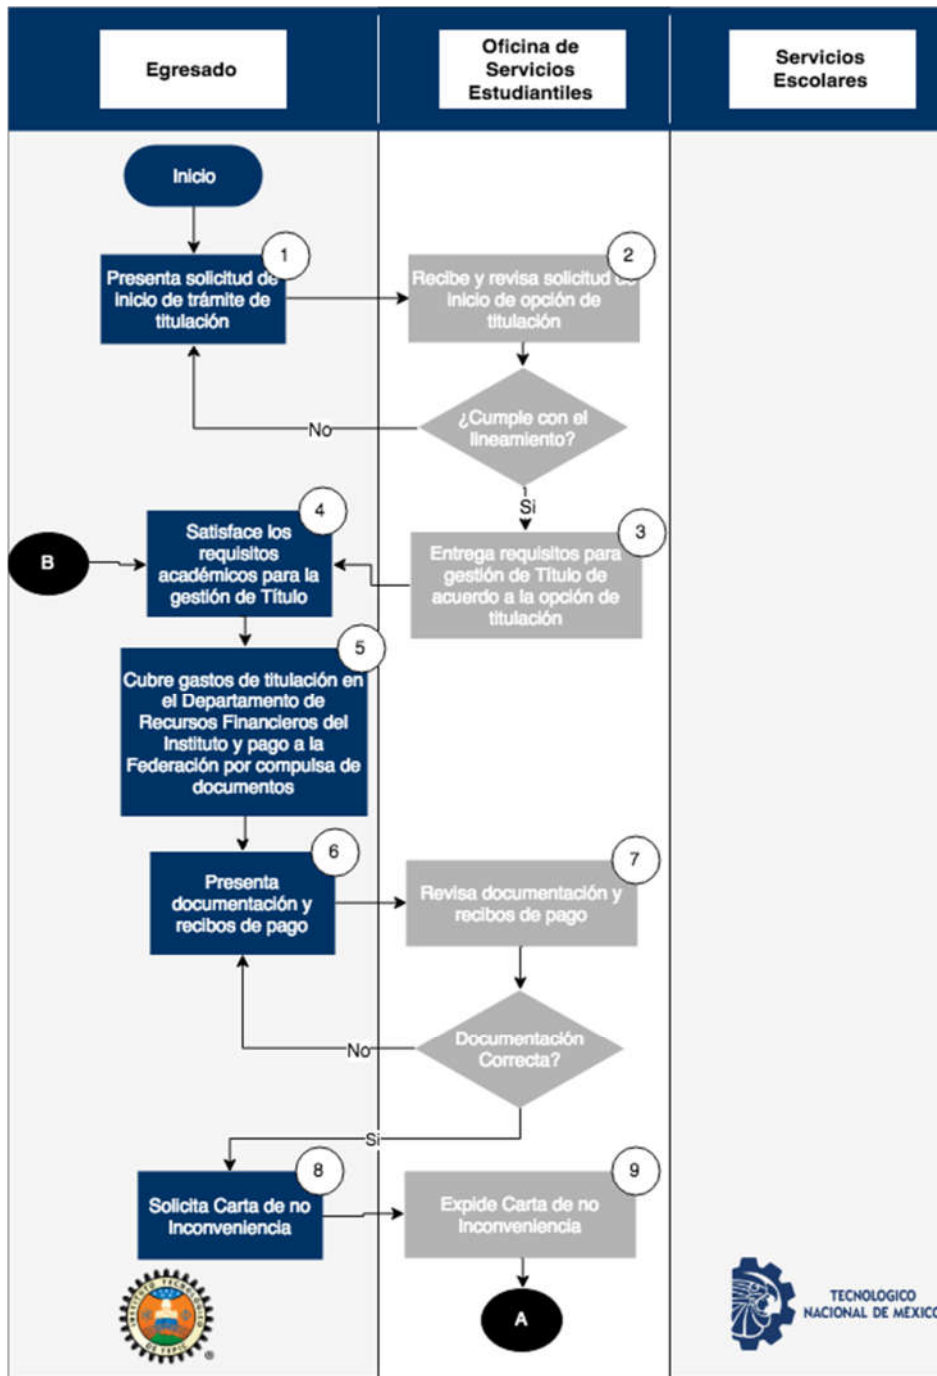 Egresado
Oficina de
Servicios
Estudiantiles
Servicios
Escolares
Inicio
1
Presenta solicitud de
inicio de trámite de
titulación
2
Recibe y revisa solicitud de
inicio de opción de
titulación
¿Cumple con el
lineamiento?
No
Si
3
Entrega requisitos para
gestión de Título de
acuerdo a la opción de
titulación
4
Satisface los
requisitos
académicos para la
gestión de Título
B
5
Cubre gastos de titulación en
el Departamento de
Recursos Financieros del
Instituto y pago a la
Federación por compulsa de
documentos
6
Presenta
documentación y
recibos de pago
7
Revisa documentación y
recibos de pago
Documentación
Correcta?
No
Si
8
Solicita Carta de no
Inconveniencia
9
Expide Carta de no
Inconveniencia
A
INSTITUTO TECNOLÓGICO
DE TEPIC
®
TECNOLOGICO
NACIONAL DE MÉXICO